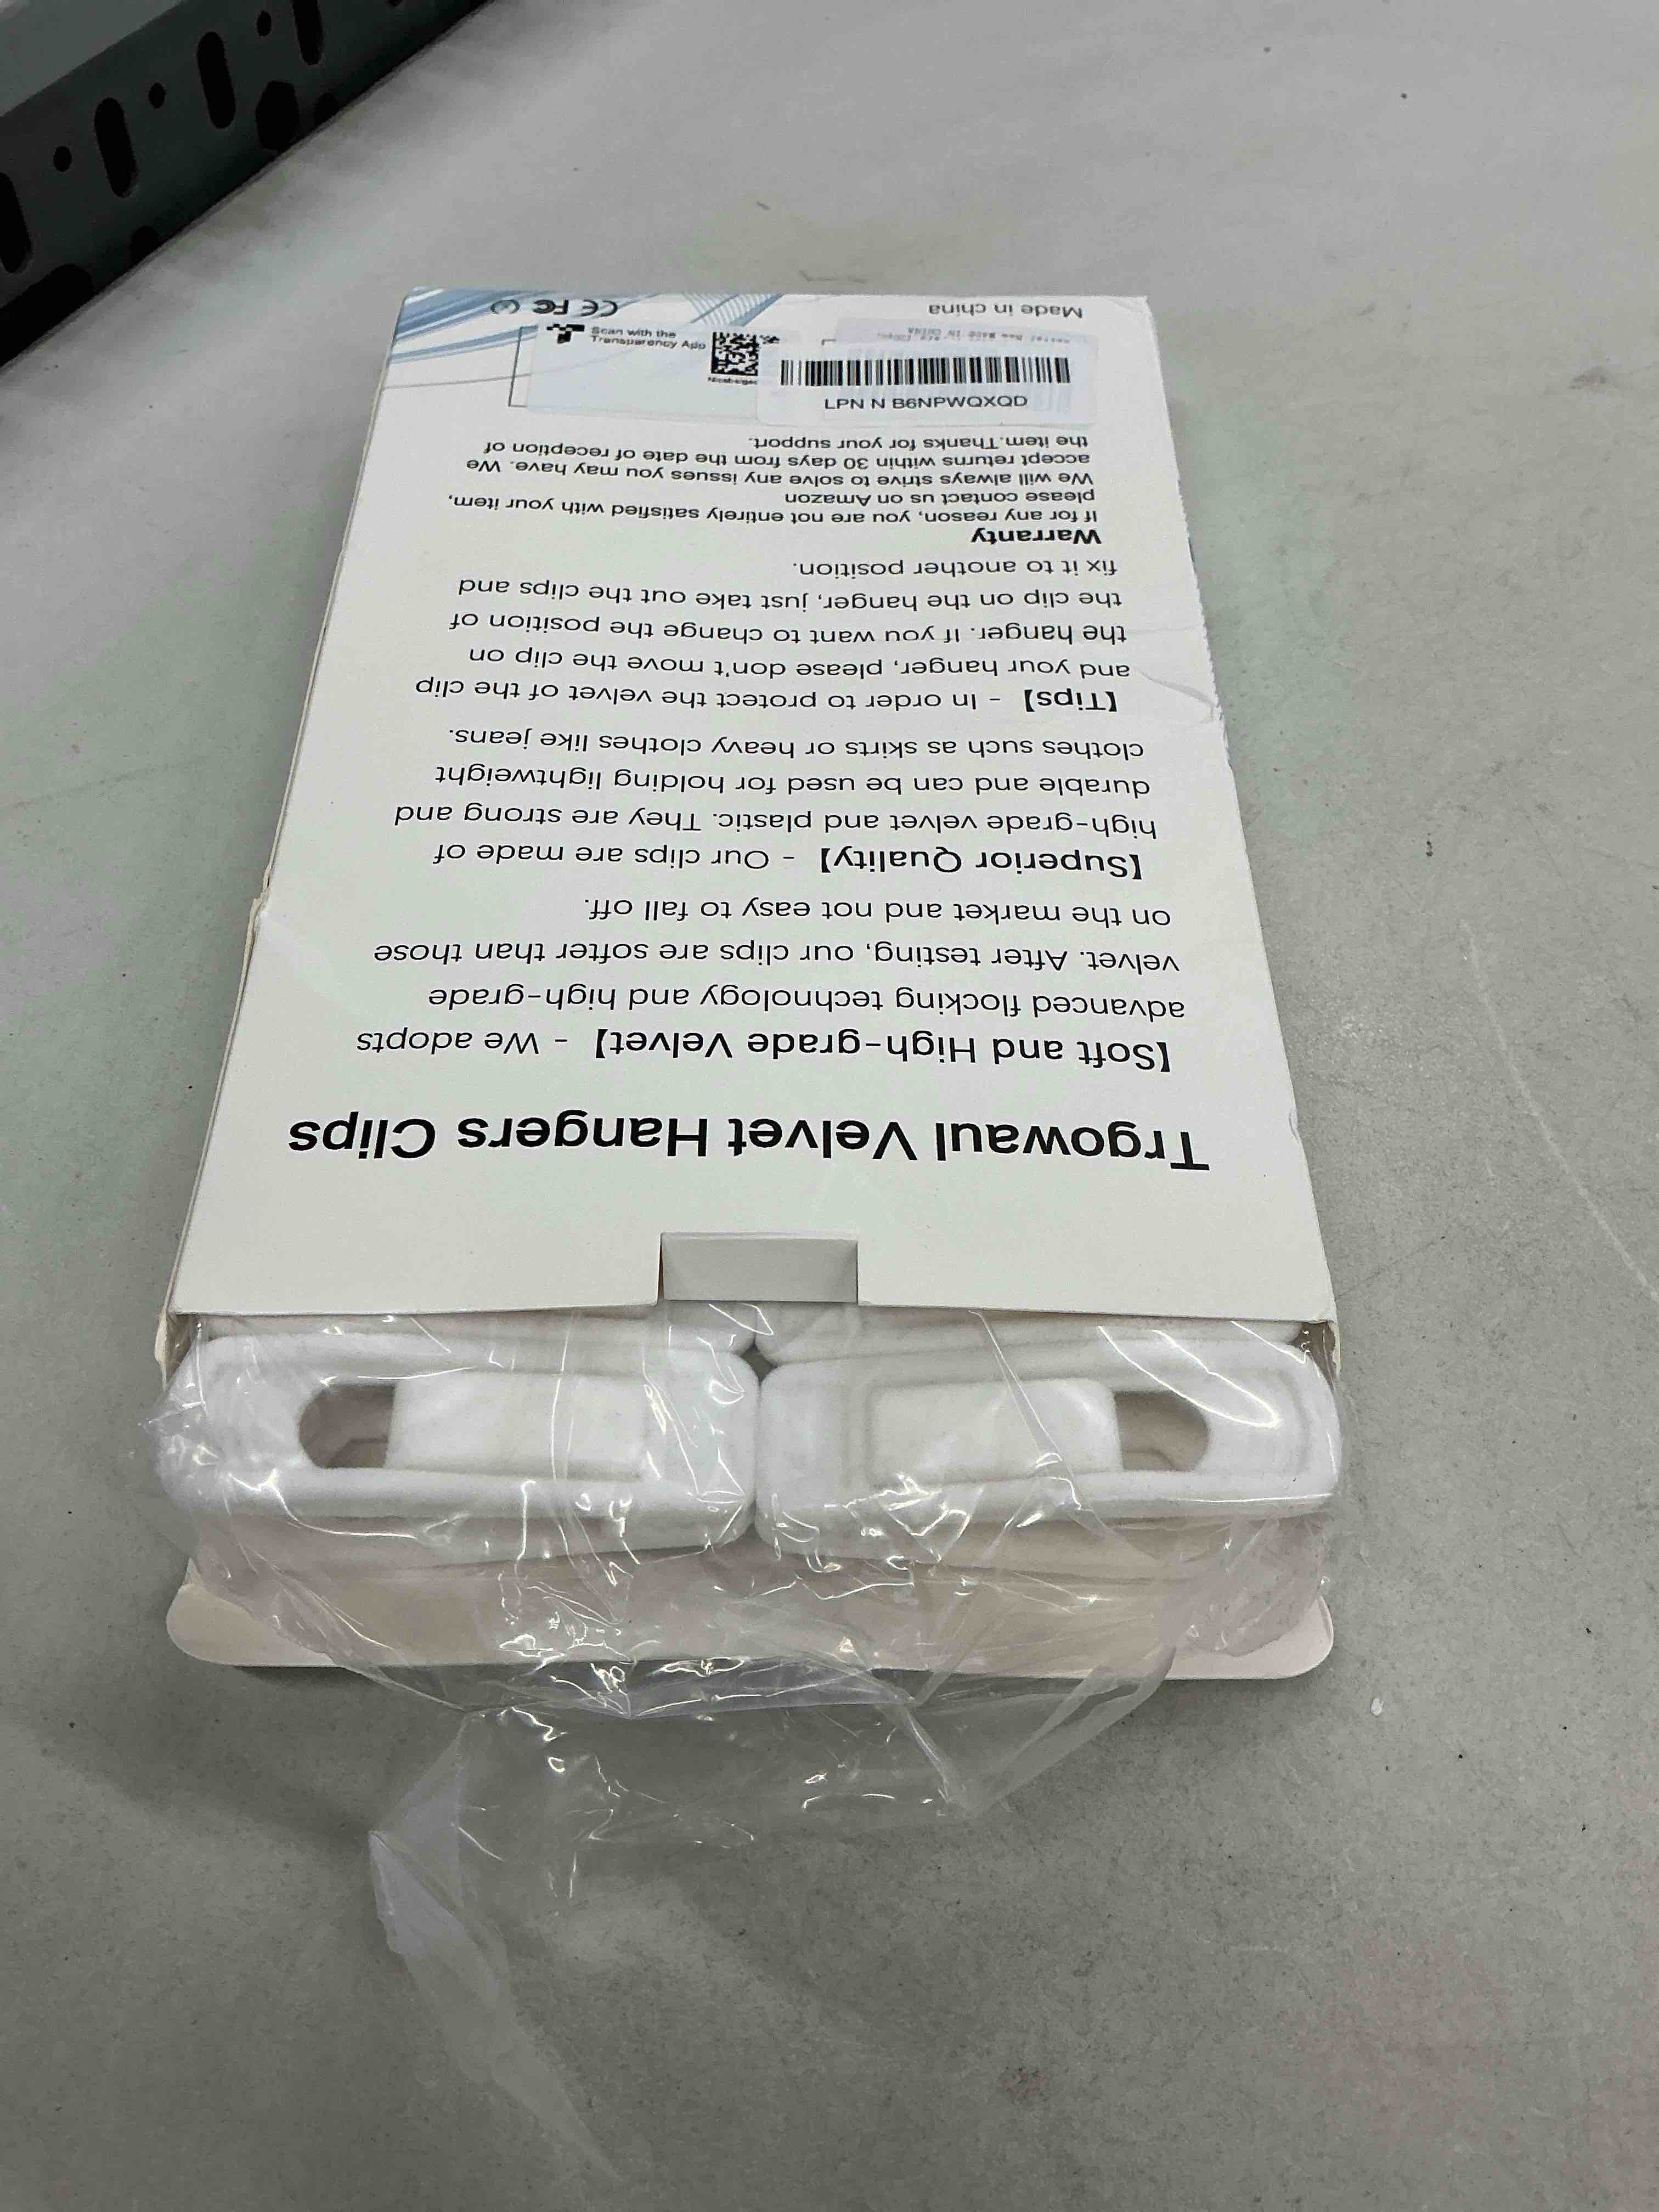 Trgowaul Velvet Hangers Clips
【Soft and High-grade Velvet】 - We adopts
advanced flocking technology and high-grade
velvet. After testing, our clips are softer than those
on the market and not easy to fall off.
【Superior Quality】 - Our clips are made of
high-grade velvet and plastic. They are strong and
durable and can be used for holding lightweight
clothes such as skirts or heavy clothes like jeans.
【Tips】 - In order to protect the velvet of the clip
and your hanger, please don't move the clip on
the hanger. If you want to change the position of
the clip on the hanger, just take out the clips and
fix it to another position.
Warranty
If for any reason, you are not entirely satisfied with your item,
please contact us on Amazon
We will always strive to solve any issues you may have. We
accept returns within 30 days from the date of reception of
the item.Thanks for your support.
LPN N B6NPWQXQD
Scan with the
Transparency App
Made in china
CE FC